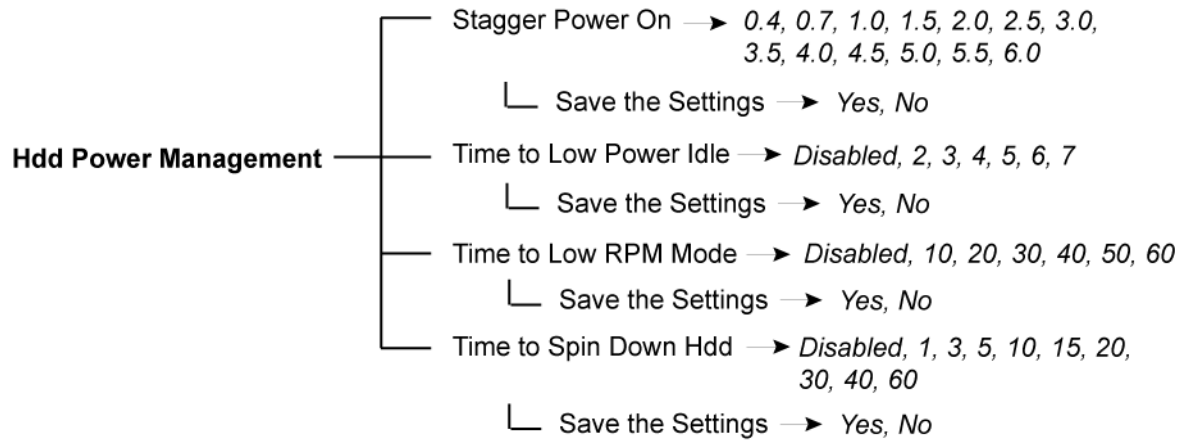 Stagger Power On 0.4, 0.7, 1.0, 1.5, 2.0, 2.5, 3.0,
3.5, 4.0, 4.5, 5.0, 5.5, 6.0
Save the Settings Yes, No
Hdd Power Management
Time to Low Power Idle Disabled, 2, 3, 4, 5, 6, 7
Save the Settings Yes, No
Time to Low RPM Mode Disabled, 10, 20, 30, 40, 50, 60
Save the Settings Yes, No
Time to Spin Down Hdd Disabled, 1, 3, 5, 10, 15, 20,
30, 40, 60
Save the Settings Yes, No